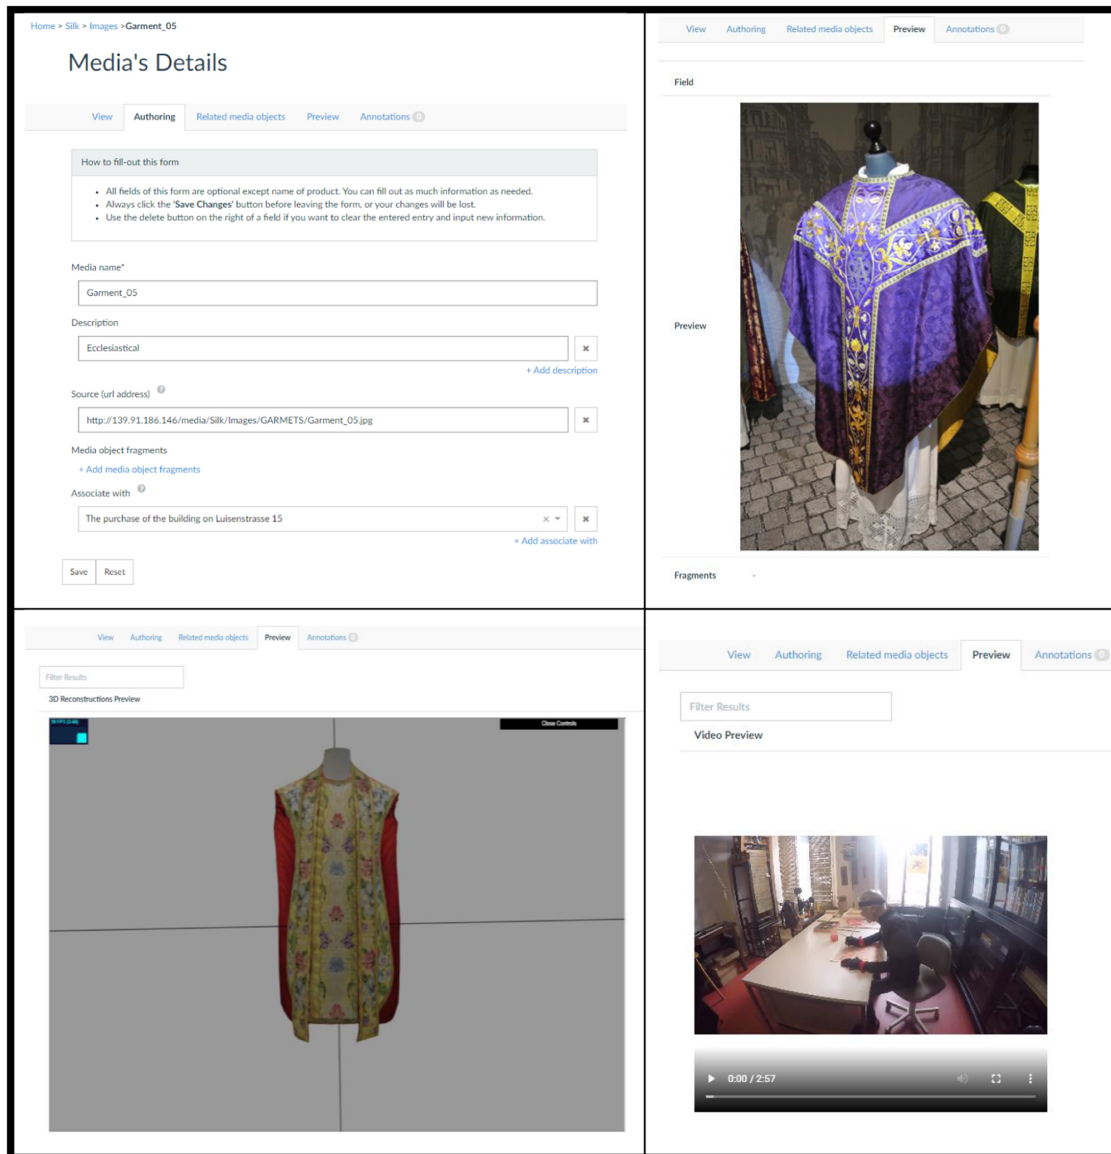 Home > Silk > Images >Garment_05
Media's Details
View Authoring Related media objects Preview Annotations 0
How to fill-out this form
• All fields of this form are optional except name of product. You can fill out as much information as needed.
• Always click the 'Save Changes' button before leaving the form, or your changes will be lost.
• Use the delete button on the right of a field if you want to clear the entered entry and input new information.
Media name*
Garment_05
Description
Ecclesiastical
+ Add description
Source (url address) ?
http://139.91.186.146/media/Silk/Images/GARMETS/Garment_05.jpg
Media object fragments
+ Add media object fragments
Associate with ?
The purchase of the building on Luisenstrasse 15
+ Add associate with
Save Reset
View Authoring Related media objects Preview Annotations 0
Field
Preview
Fragments -
View Authoring Related media objects Preview Annotations 0
Filter Results
3D Reconstructions Preview
Close Controls
View Authoring Related media objects Preview Annotations 0
Filter Results
Video Preview
0:00 / 2:57